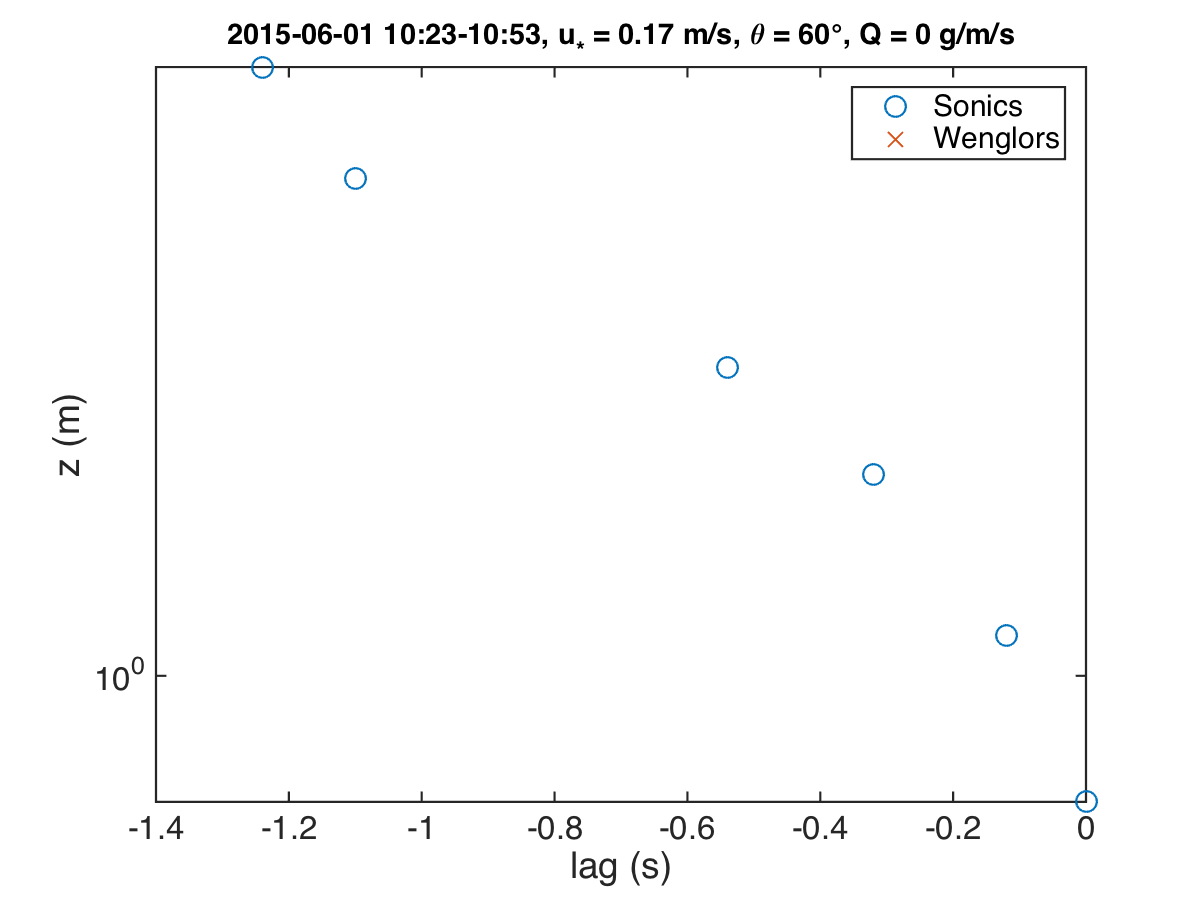 2015-06-01 10:23-10:53, u* = 0.17 m/s, θ = 60°, Q = 0 g/m/s
Sonics
Wenglors
z (m)
10⁰
-1.4 -1.2 -1 -0.8 -0.6 -0.4 -0.2 0
lag (s)